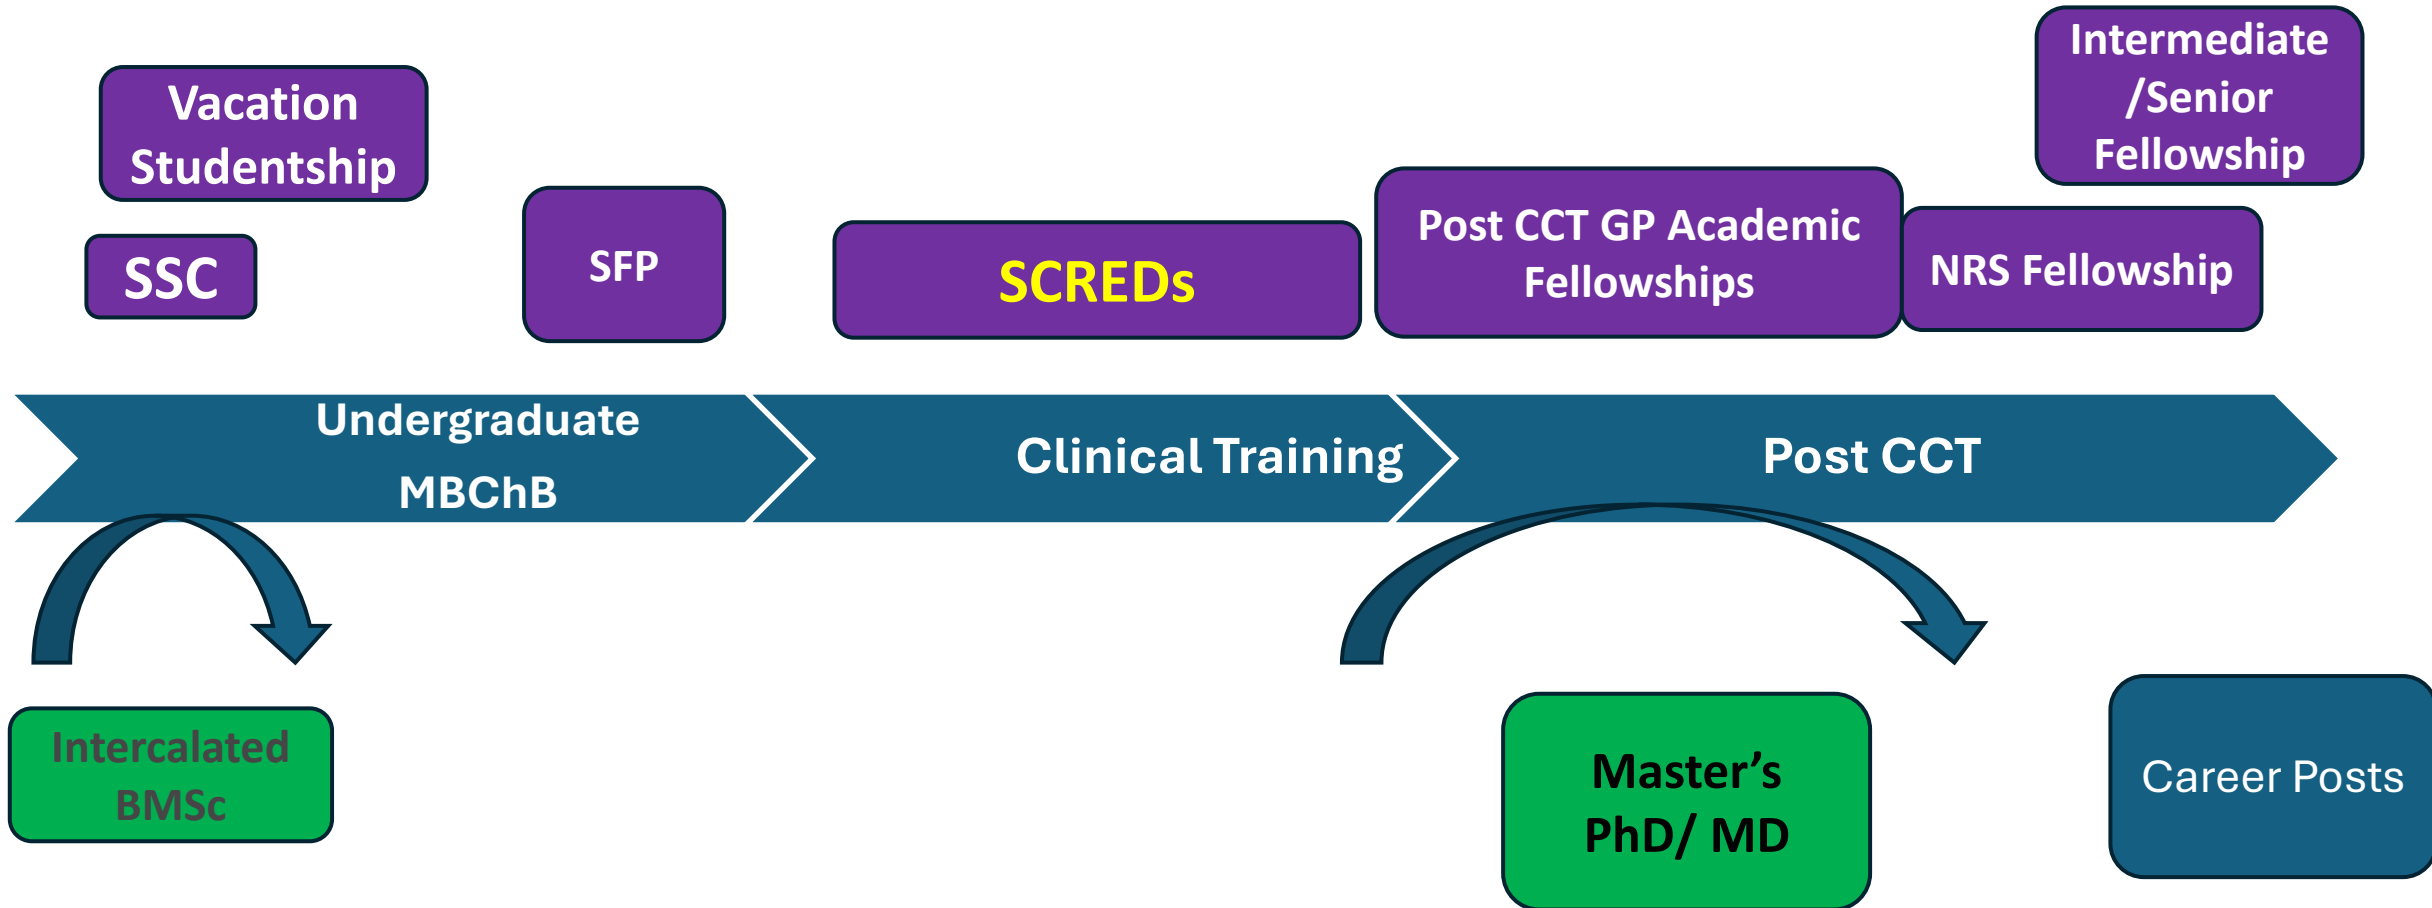 Vacation
Studentship
SSC
SFP
SCREDs
Post CCT GP Academic
Fellowships
NRS Fellowship
Intermediate
/Senior
Fellowship
Undergraduate
MBChB
Clinical Training
Post CCT
Intercalated
BMSc
Master’s
PhD/ MD
Career Posts